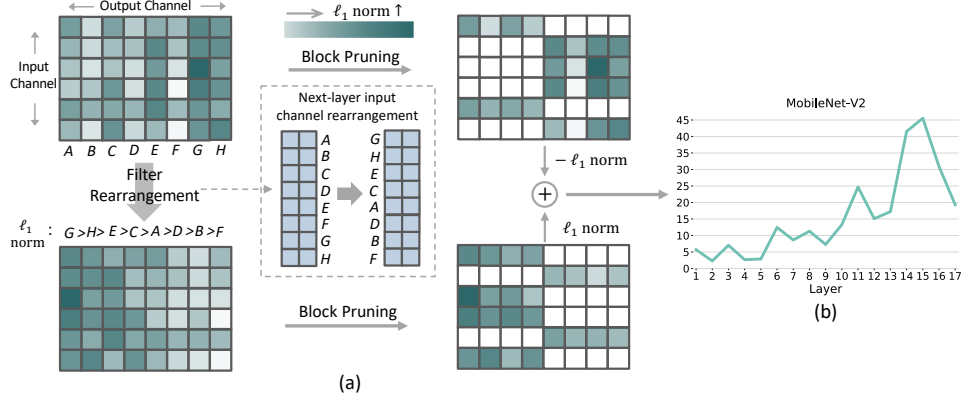 Output Channel
Input
Channel
A B C D E F G H
Filter
Rearrangement
ℓ1
norm : G >H> E >C >A >D >B >F
ℓ1 norm ↑
Block Pruning
Next-layer input
channel rearrangement
A G
B H
C E
D C
E A
F D
G B
H F
Block Pruning
− ℓ1 norm
+
ℓ1 norm
(a)
MobileNet-V2
45
40
35
30
25
20
15
10
5
0
1 2 3 4 5 6 7 8 9 10 11 12 13 14 15 16 17
Layer
(b)